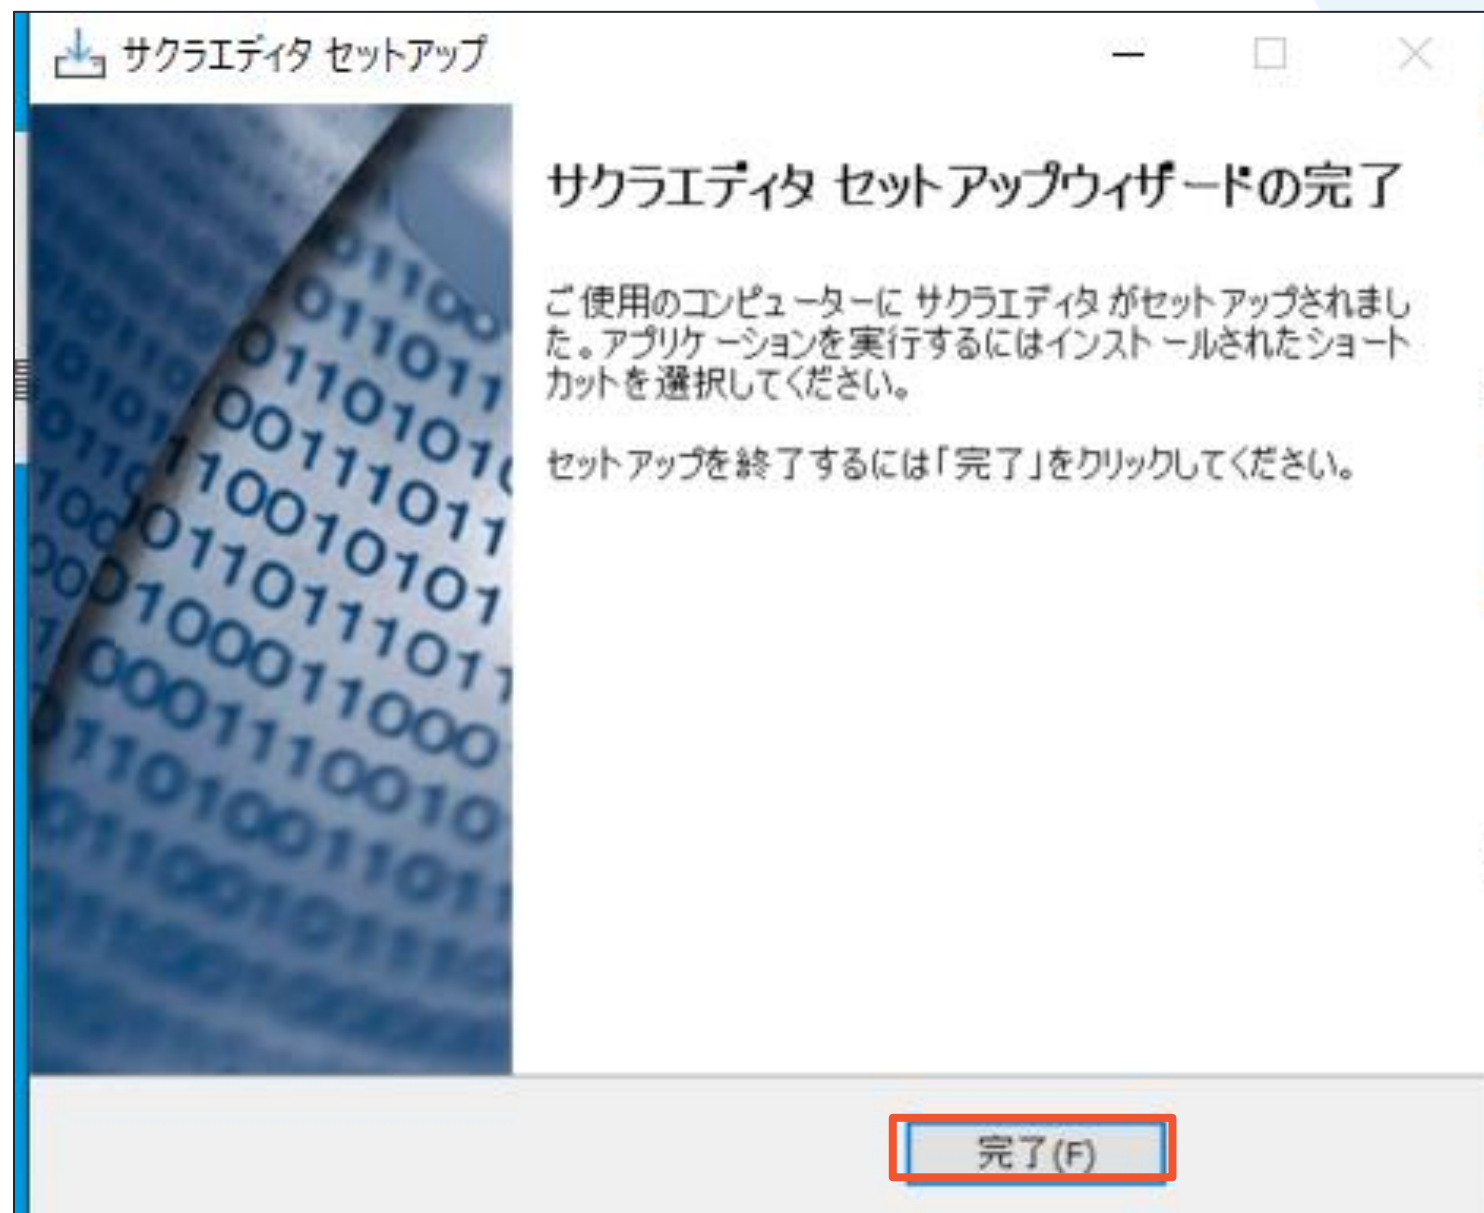 サクラエディタ セットアップ
サクラエディタ セットアップウィザードの完了
ご使用のコンピューターに サクラエディタ がセットアップされまし
た。アプリケーションを実行するにはインストールされたショート
カットを選択してください。
セットアップを終了するには「完了」をクリックしてください。
完了(F)